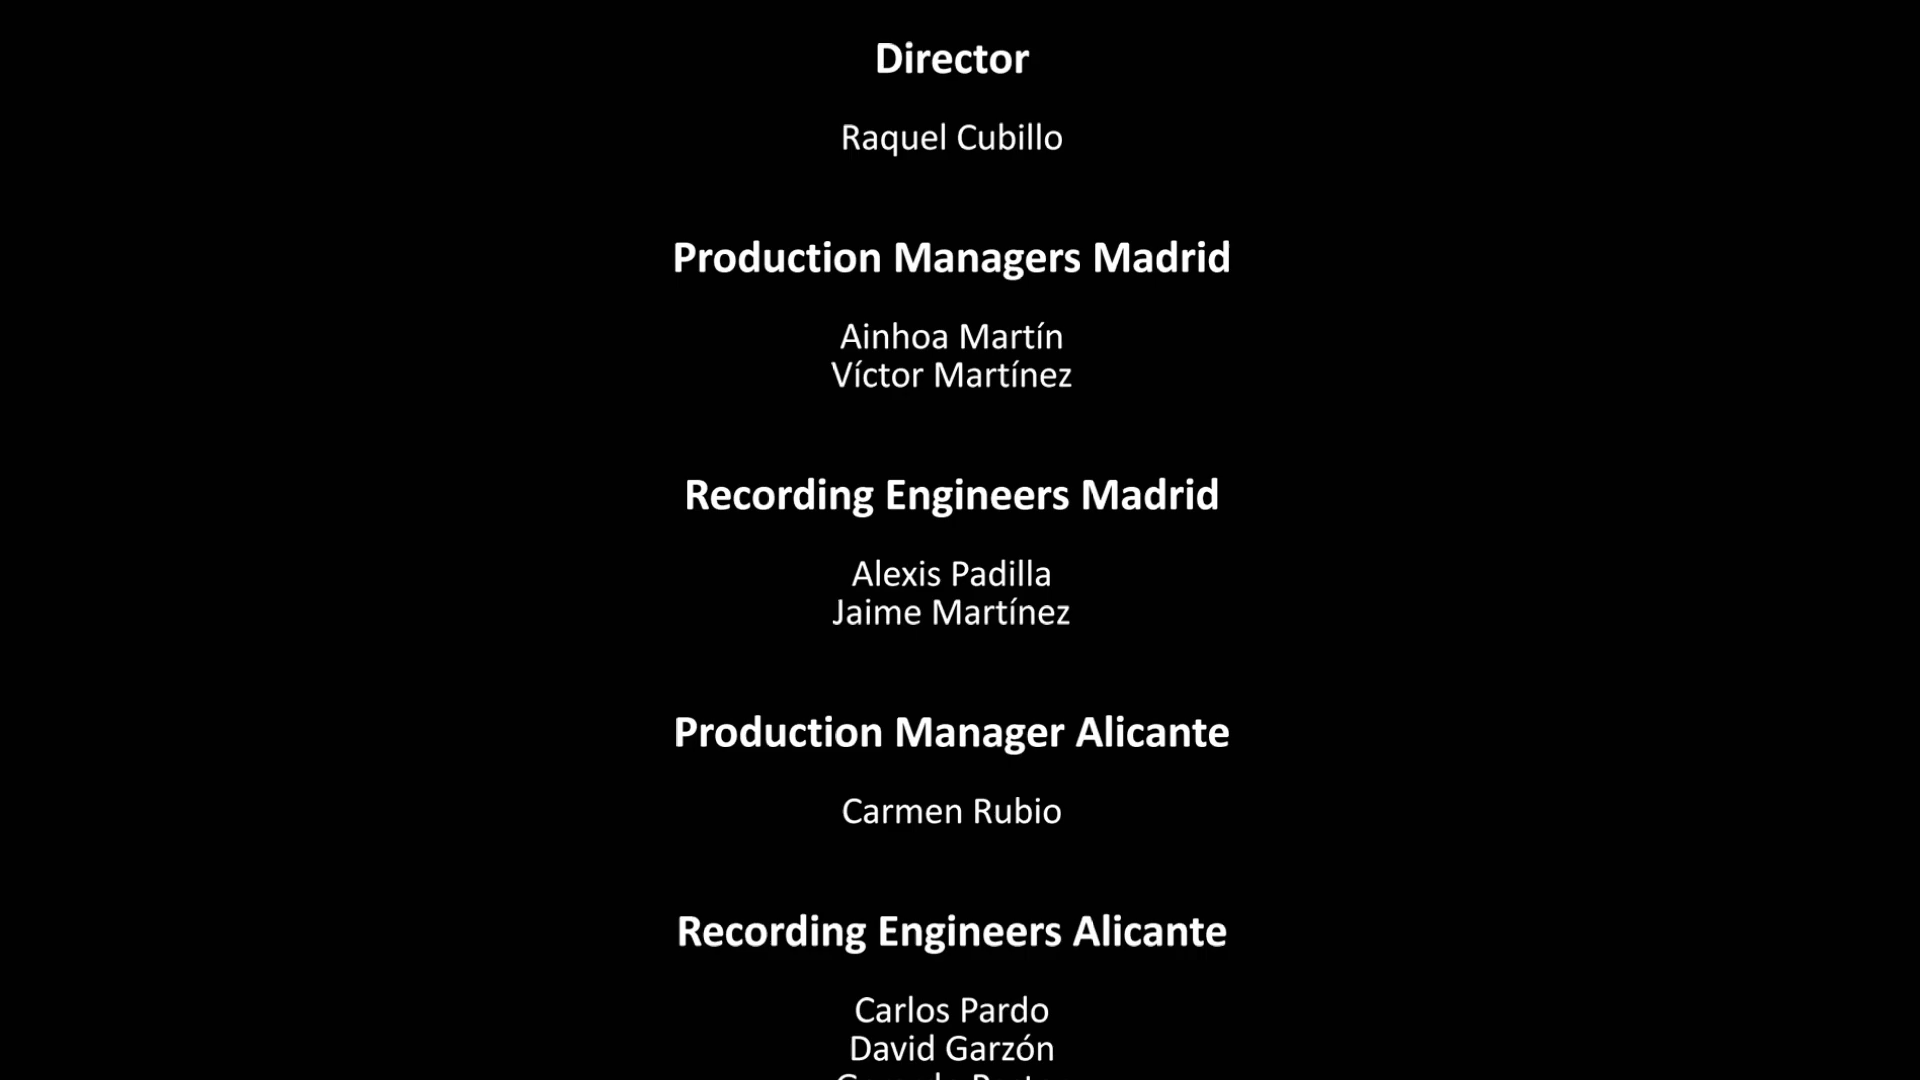 Director
Raquel Cubillo
Production Managers Madrid
Ainhoa Martín
Víctor Martínez
Recording Engineers Madrid
Alexis Padilla
Jaime Martínez
Production Manager Alicante
Carmen Rubio
Recording Engineers Alicante
Carlos Pardo
David Garzón